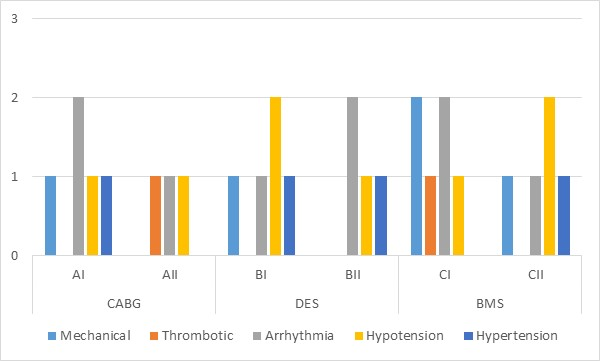 3
2
1
0
AI AII BI BII CI CII
CABG DES BMS
Mechanical Thrombotic Arrhythmia Hypotension Hypertension